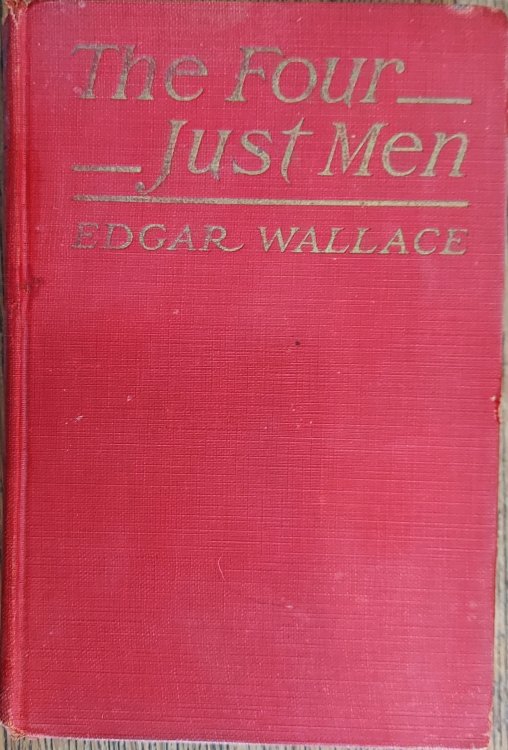 The Four
Just Men
EDGAR WALLACE